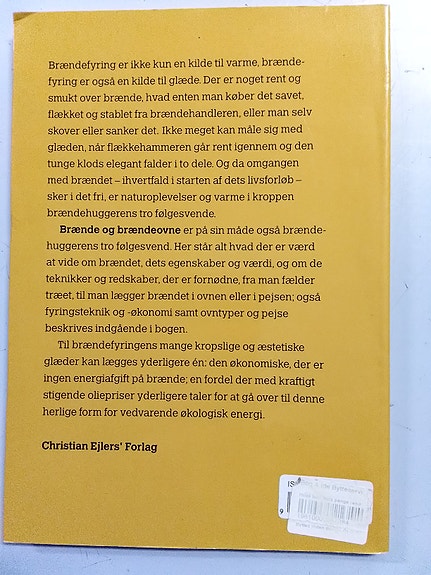 Brændefyring er ikke kun en kilde til varme, brænde-
fyring er også en kilde til glæde. Der er noget rent og
smukt over brænde, hvad enten man køber det savet,
flækket og stablet fra brændehandleren, eller man selv
skover eller sanker det. Ikke meget kan måle sig med
glæden, når flækkehammeren går rent igennem og den
tunge klods elegant falder i to dele. Og da omgangen
med brændet – ihvertfald i starten af dets livsforløb –
sker i det fri, er naturoplevelser og varme i kroppen
brændehuggerens tro følgesvende.
Brænde og brændeovne er på sin måde også brænde-
huggerens tro følgesvend. Her står alt hvad der er værd
at vide om brændet, dets egenskaber og værdi, og om de
teknikker og redskaber, der er fornødne, fra man fælder
træet, til man lægger brændet i ovnen eller i pejsen; også
fyringsteknik og -økonomi samt ovntyper og pejse
beskrives indgående i bogen.
Til brændefyringens mange kropslige og æstetiske
glæder kan lægges yderligere én: den økonomiske, der er
ingen energiafgift på brænde; en fordel der med kraftigt
stigende oliepriser yderligere taler for at gå over til denne
herlige form for vedvarende økologisk energi.
Christian Ejlers' Forlag
IS
9